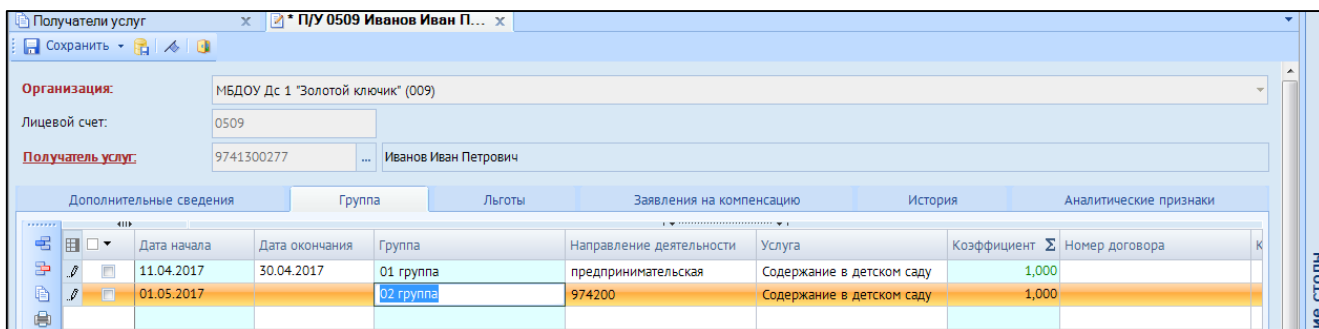 Получатели услуг x * П/У 0509 Иванов Иван П... x
Сохранить
Организация: МБДОУ Дс 1 "Золотой ключик" (009)
Лицевой счет: 0509
Получатель услуг: 9741300277 ... Иванов Иван Петрович
Дополнительные сведения Группа Льготы Заявления на компенсацию История Аналитические признаки
Дата начала Дата окончания Группа Направление деятельности Услуга Коэффициент Σ Номер договора К
11.04.2017 30.04.2017 01 группа предпринимательская Содержание в детском саду 1,000
01.05.2017 02 группа 974200 Содержание в детском саду 1,000